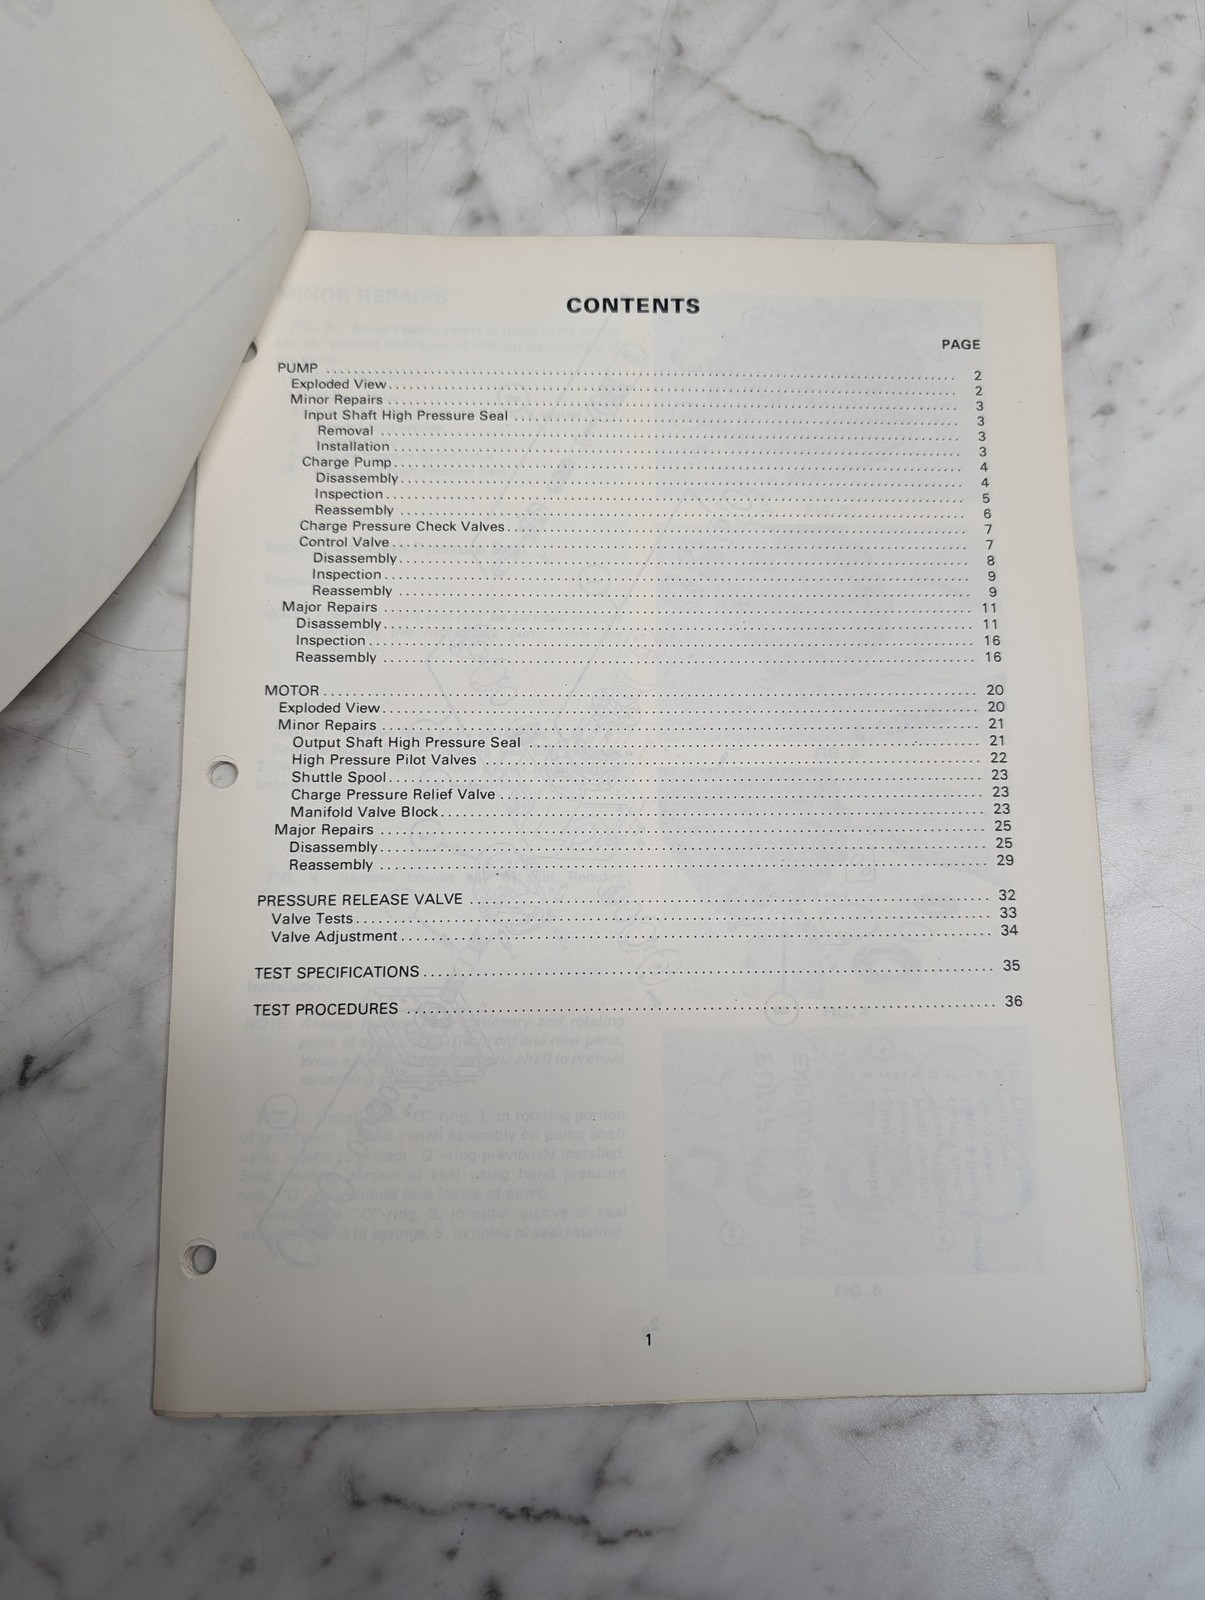 CONTENTS
PAGE
PUMP ........ 2
Exploded View ........ 2
Minor Repairs ........ 3
Input Shaft High Pressure Seal ........ 3
Removal ........ 3
Installation ........ 3
Charge Pump ........ 4
Disassembly ........ 4
Inspection ........ 5
Reassembly ........ 6
Charge Pressure Check Valves ........ 7
Control Valve ........ 7
Disassembly ........ 8
Inspection ........ 9
Reassembly ........ 9
Major Repairs ........ 11
Disassembly ........ 11
Inspection ........ 16
Reassembly ........ 16
MOTOR ........ 20
Exploded View ........ 20
Minor Repairs ........ 21
Output Shaft High Pressure Seal ........ 21
High Pressure Pilot Valves ........ 22
Shuttle Spool ........ 23
Charge Pressure Relief Valve ........ 23
Manifold Valve Block ........ 23
Major Repairs ........ 25
Disassembly ........ 25
Reassembly ........ 29
PRESSURE RELEASE VALVE ........ 32
Valve Tests ........ 33
Valve Adjustment ........ 34
TEST SPECIFICATIONS ........ 35
TEST PROCEDURES ........ 36
1